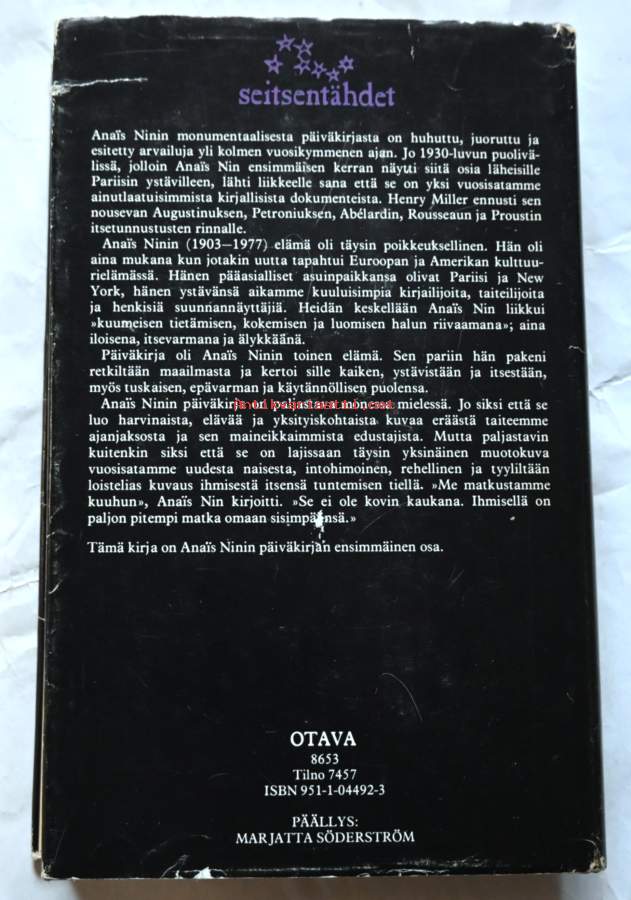 seitsentähdet
Anaïs Ninin monumentaalisesta päiväkirjasta on huhuttu, juoruttu ja
esitetty arvailuja yli kolmen vuosikymmenen ajan. Jo 1930-luvun puolivä-
lissä, jolloin Anaïs Nin ensimmäisen kerran näytti siitä osia läheisille
Pariisin ystävilleen, lähti liikkeelle sana että se on yksi vuosisatamme
ainutlaatuisimmista kirjallisista dokumenteista. Henry Miller ennusti sen
nousevan Augustinuksen, Petroniuksen, Abélardin, Rousseaun ja Proustin
itsetunnustusten rinnalle.
Anaïs Ninin (1903–1977) elämä oli täysin poikkeuksellinen. Hän oli
aina mukana kun jotakin uutta tapahtui Euroopan ja Amerikan kulttuu-
rielämässä. Hänen pääasialliset asuinpaikkansa olivat Pariisi ja New
York, hänen ystävänsä aikamme kuuluisimpia kirjailijoita, taiteilijoita
ja henkisiä suunnannäyttäjiä. Heidän keskellään Anaïs Nin liikkui
»kuumeisen tietämisen, kokemisen ja luomisen halun riivaamana»; aina
iloisena, itsevarmana ja älykkäänä.
Päiväkirja oli Anaïs Ninin toinen elämä. Sen pariin hän pakeni
retkiltään maailmasta ja kertoi sille kaiken, ystävistään ja itsestään,
myös tuskaisen, epävarman ja käytännöllisen puolensa.
Anaïs Ninin päiväkirja on paljastava monessa mielessä. Jo siksi että se
luo harvinaista, elävää ja yksityiskohtaista kuvaa eräästä taiteemme
ajanjaksosta ja sen maineikkaimmista edustajista. Mutta paljastavin
kuitenkin siksi että se on lajissaan täysin yksinäinen muotokuva
vuosisatamme uudesta naisesta, intohimoinen, rehellinen ja tyyliltään
loistelias kuvaus ihmisestä itsensä tuntemisen tiellä. »Me matkustamme
kuuhun», Anaïs Nin kirjoitti. »Se ei ole kovin kaukana. Ihmisellä on
paljon pitempi matka omaan sisimpäänsä.»
Tämä kirja on Anaïs Ninin päiväkirjan ensimmäinen osa.
OTAVA
8653
Tilno 7457
ISBN 951-1-04492-3
PÄÄLLYS:
MARJATTA SÖDERSTRÖM